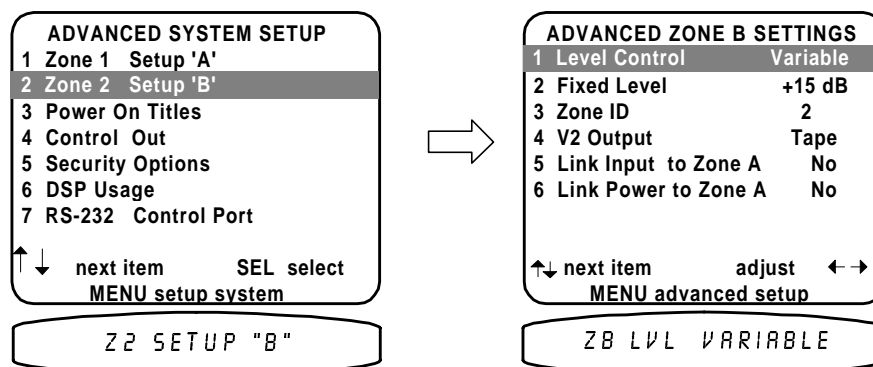 ADVANCED SYSTEM SETUP
1 Zone 1 Setup 'A'
2 Zone 2 Setup 'B'
3 Power On Titles
4 Control Out
5 Security Options
6 DSP Usage
7 RS-232 Control Port
↑↓ next item SEL select
MENU setup system
Z2 SETUP "B"
ADVANCED ZONE B SETTINGS
1 Level Control Variable
2 Fixed Level +15 dB
3 Zone ID 2
4 V2 Output Tape
5 Link Input to Zone A No
6 Link Power to Zone A No
↑↓ next item adjust ←→
MENU advanced setup
ZB LVL VARIABLE